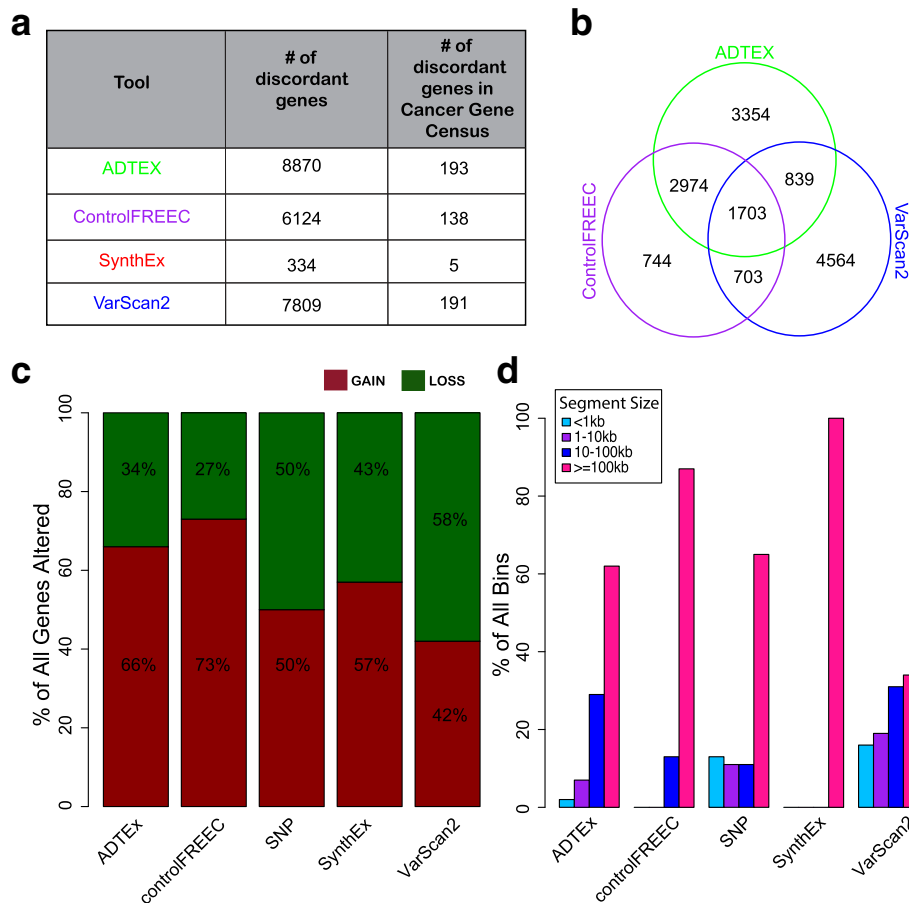 a
Tool
# of
discordant
genes
# of
discordant
genes in
Cancer Gene
Census
ADTEX
8870
193
ControlFREEC
6124
138
SynthEx
334
5
VarScan2
7809
191
b
ADTEX
3354
2974
839
1703
ControlFREEC
VarScan2
744
703
4564
c
GAIN
LOSS
% of All Genes Altered
100
80
60
40
20
0
34%
27%
50%
43%
58%
66%
73%
50%
57%
42%
ADTEx
controlFREEC
SNP
SynthEx
VarScan2
d
Segment Size
<1kb
1-10kb
10-100kb
>=100kb
% of All Bins
100
80
60
40
20
0
ADTEx
controlFREEC
SNP
SynthEx
VarScan2